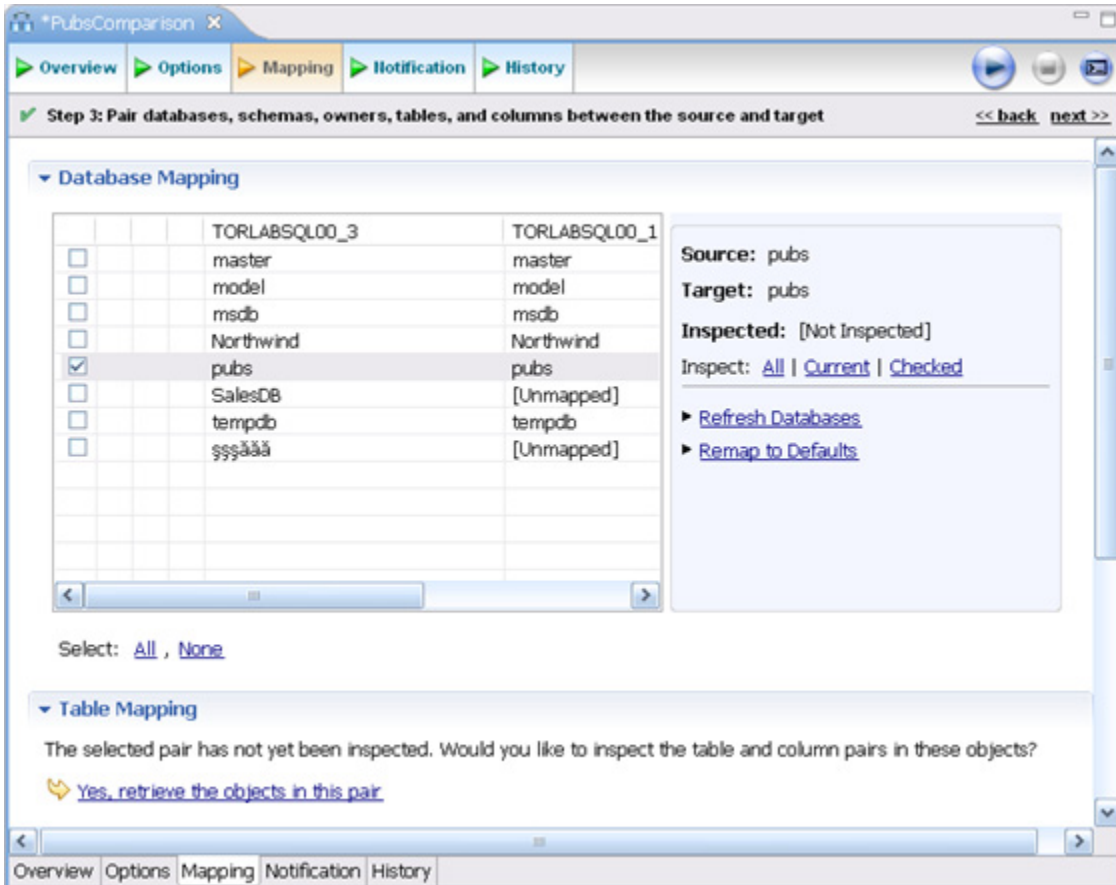 *PubsComparison
Overview Options Mapping Notification History
Step 3: Pair databases, schemas, owners, tables, and columns between the source and target << back next >>
Database Mapping
TORLABSQL00_3 TORLABSQL00_1
master master
model model
msdb msdb
Northwind Northwind
pubs pubs
SalesDB [Unmapped]
tempdb tempdb
şşşăăă [Unmapped]
Source: pubs
Target: pubs
Inspected: [Not Inspected]
Inspect: All | Current | Checked
Refresh Databases
Remap to Defaults
Select: All , None
Table Mapping
The selected pair has not yet been inspected. Would you like to inspect the table and column pairs in these objects?
Yes, retrieve the objects in this pair
Overview Options Mapping Notification History